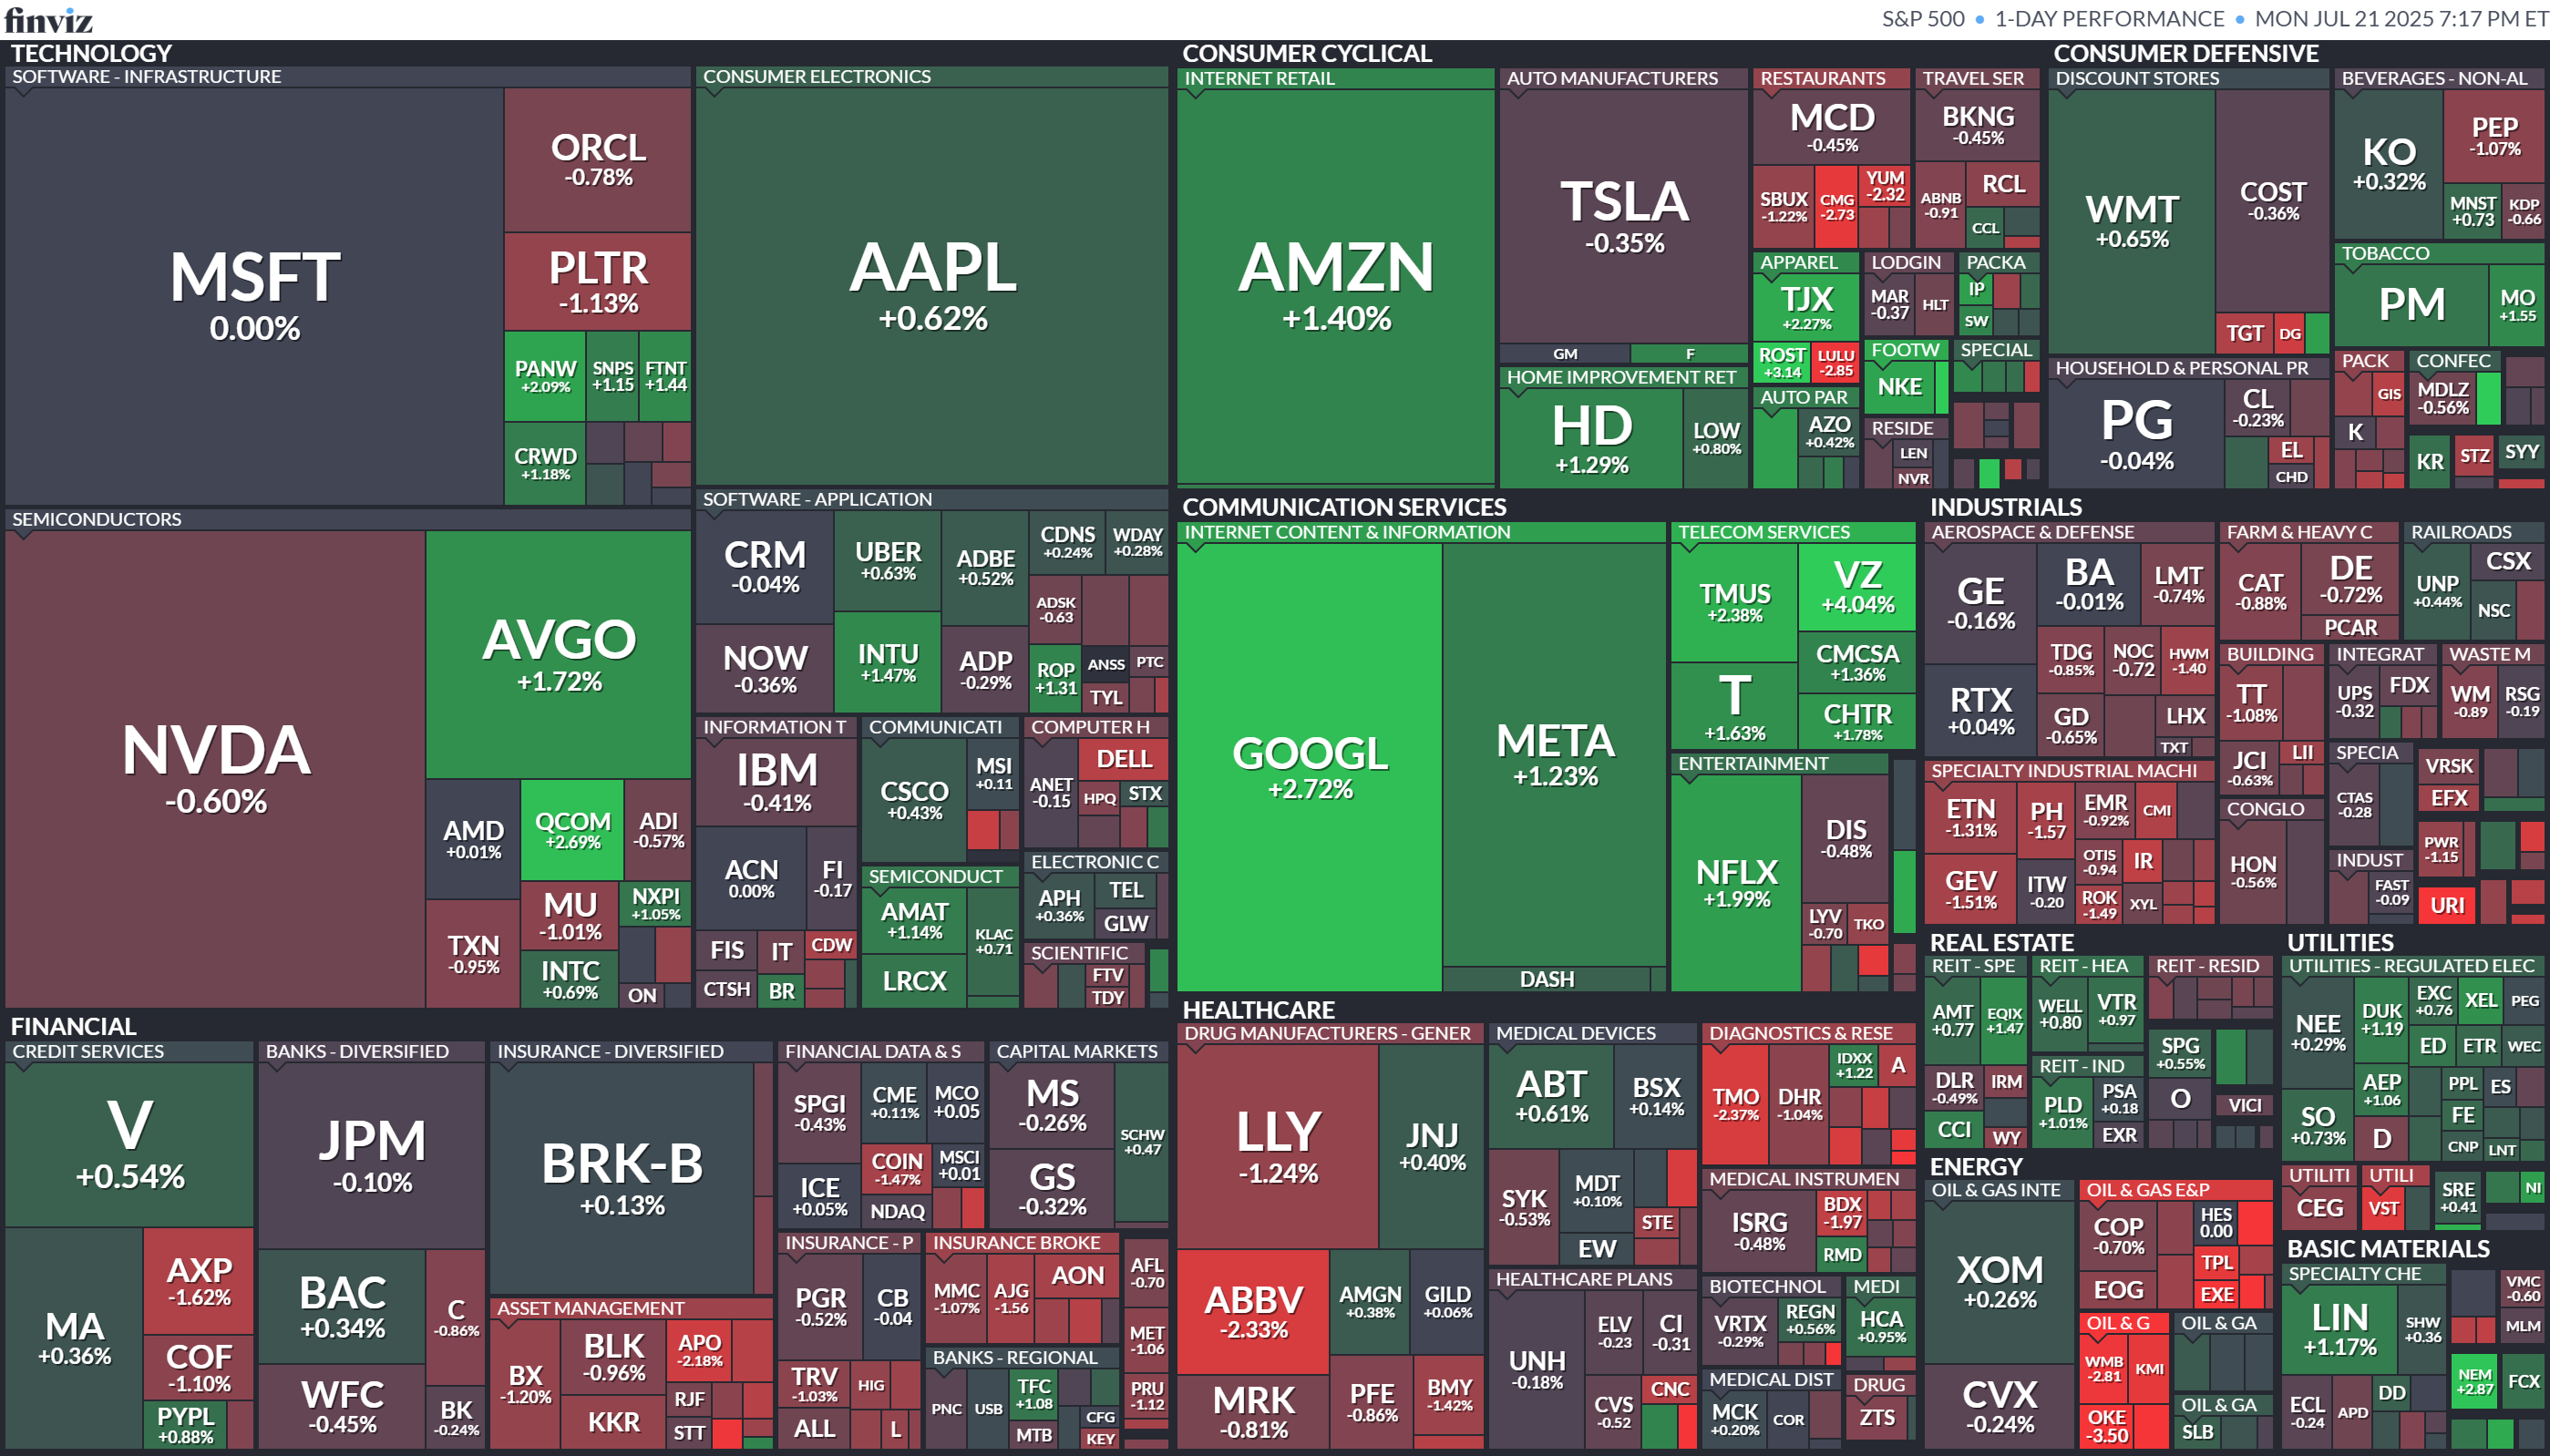 finviz
S&P 500 • 1-DAY PERFORMANCE • MON JUL 21 2025 7:17 PM ET
TECHNOLOGY
SOFTWARE - INFRASTRUCTURE
MSFT
0.00%
ORCL
-0.78%
PLTR
-1.13%
PANW
+2.09%
SNPS
+1.15
FTNT
+1.44
CRWD
+1.18%
CONSUMER ELECTRONICS
AAPL
+0.62%
SEMICONDUCTORS
NVDA
-0.60%
AVGO
+1.72%
AMD
+0.01%
QCOM
+2.69%
ADI
-0.57%
TXN
-0.95%
MU
-1.01%
NXPI
+1.05%
INTC
+0.69%
ON
SOFTWARE - APPLICATION
CRM
-0.04%
UBER
+0.63%
ADBE
+0.52%
CDNS
+0.24%
WDAY
+0.28%
NOW
-0.36%
INTU
+1.47%
ADP
-0.29%
ADSK
-0.63
ROP
+1.31
ANSS
PTC
TYL
INFORMATION T
IBM
-0.41%
ACN
0.00%
FI
-0.17
FIS
IT
CDW
CTSH
BR
COMMUNICATI
CSCO
+0.43%
MSI
+0.11
SEMICONDUCT
AMAT
+1.14%
KLAC
+0.71
LRCX
COMPUTER H
ANET
-0.15
DELL
HPQ
STX
ELECTRONIC C
APH
+0.36%
TEL
GLW
SCIENTIFIC
FTV
TDY
CONSUMER CYCLICAL
INTERNET RETAIL
AMZN
+1.40%
AUTO MANUFACTURERS
TSLA
-0.35%
GM
F
HOME IMPROVEMENT RET
HD
+1.29%
LOW
+0.80%
RESTAURANTS
MCD
-0.45%
SBUX
-1.22%
CMG
-2.73
YUM
-2.32
TRAVEL SER
BKNG
-0.45%
ABNB
-0.91
RCL
CCL
APPAREL
TJX
+2.27%
ROST
+3.14
LULU
-2.85
LODGIN
MAR
-0.37
HLT
PACKA
IP
SW
FOOTW
NKE
SPECIAL
AUTO PAR
AZO
+0.42%
RESIDE
LEN
NVR
CONSUMER DEFENSIVE
DISCOUNT STORES
WMT
+0.65%
COST
-0.36%
TGT
DG
BEVERAGES - NON-AL
KO
+0.32%
PEP
-1.07%
MNST
+0.73
KDP
-0.66
TOBACCO
PM
MO
+1.55
HOUSEHOLD & PERSONAL PR
PG
-0.04%
CL
-0.23%
EL
CHD
PACK
GIS
K
CONFEC
MDLZ
-0.56%
KR
STZ
SYY
COMMUNICATION SERVICES
INTERNET CONTENT & INFORMATION
GOOGL
+2.72%
META
+1.23%
DASH
TELECOM SERVICES
TMUS
+2.38%
VZ
+4.04%
T
+1.63%
CMCSA
+1.36%
CHTR
+1.78%
ENTERTAINMENT
NFLX
+1.99%
DIS
-0.48%
LYV
-0.70
TKO
INDUSTRIALS
AEROSPACE & DEFENSE
GE
-0.16%
BA
-0.01%
LMT
-0.74%
RTX
+0.04%
TDG
-0.85%
NOC
-0.72
HWM
-1.40
GD
-0.65%
LHX
TXT
FARM & HEAVY C
CAT
-0.88%
DE
-0.72%
PCAR
RAILROADS
UNP
+0.44%
CSX
NSC
SPECIALTY INDUSTRIAL MACHI
ETN
-1.31%
PH
-1.57
EMR
-0.92%
CMI
GEV
-1.51%
ITW
-0.20
OTIS
-0.94
IR
ROK
-1.49
XYL
BUILDING
TT
-1.08%
JCI
-0.63%
LII
INTEGRAT
UPS
-0.32
FDX
WASTE M
WM
-0.89
RSG
-0.19
CONGLO
HON
-0.56%
SPECIA
CTAS
-0.28
VRSK
EFX
INDUST
FAST
-0.09
PWR
-1.15
URI
FINANCIAL
CREDIT SERVICES
V
+0.54%
MA
+0.36%
AXP
-1.62%
COF
-1.10%
PYPL
+0.88%
BANKS - DIVERSIFIED
JPM
-0.10%
BAC
+0.34%
C
-0.86%
WFC
-0.45%
BK
-0.24%
INSURANCE - DIVERSIFIED
BRK-B
+0.13%
ASSET MANAGEMENT
BX
-1.20%
BLK
-0.96%
APO
-2.18%
KKR
RJF
STT
FINANCIAL DATA & S
SPGI
-0.43%
CME
+0.11%
MCO
+0.05
ICE
+0.05%
COIN
-1.47%
MSCI
+0.01
NDAQ
CAPITAL MARKETS
MS
-0.26%
GS
-0.32%
SCHW
+0.47
INSURANCE - P
PGR
-0.52%
CB
-0.04
TRV
-1.03%
HIG
ALL
L
INSURANCE BROKE
MMC
-1.07%
AJG
-1.56
AON
AFL
-0.70
MET
-1.06
PRU
-1.12
BANKS - REGIONAL
PNC
USB
TFC
+1.08
MTB
CFG
KEY
HEALTHCARE
DRUG MANUFACTURERS - GENER
LLY
-1.24%
JNJ
+0.40%
ABBV
-2.33%
AMGN
+0.38%
GILD
+0.06%
MRK
-0.81%
PFE
-0.86%
BMY
-1.42%
MEDICAL DEVICES
ABT
+0.61%
BSX
+0.14%
SYK
-0.53%
MDT
+0.10%
STE
EW
HEALTHCARE PLANS
UNH
-0.18%
ELV
-0.23
CI
-0.31
CVS
-0.52
CNC
DIAGNOSTICS & RESE
TMO
-2.37%
DHR
-1.04%
IDXX
+1.22
A
MEDICAL INSTRUMEN
ISRG
-0.48%
BDX
-1.97
RMD
BIOTECHNOL
VRTX
-0.29%
REGN
+0.56%
MEDI
HCA
+0.95%
MEDICAL DIST
MCK
+0.20%
COR
DRUG
ZTS
REAL ESTATE
REIT - SPE
AMT
+0.77
EQIX
+1.47
DLR
-0.49%
IRM
CCI
WY
REIT - HEA
WELL
+0.80
VTR
+0.97
REIT - IND
PLD
+1.01%
PSA
+0.18
EXR
REIT - RESID
SPG
+0.55%
O
VICI
UTILITIES
UTILITIES - REGULATED ELEC
NEE
+0.29%
DUK
+1.19
EXC
+0.76
XEL
PEG
ED
ETR
WEC
SO
+0.73%
AEP
+1.06
PPL
ES
FE
D
CNP
LNT
UTILITI
CEG
UTILI
VST
SRE
+0.41
NI
ENERGY
OIL & GAS INTE
XOM
+0.26%
CVX
-0.24%
OIL & GAS E&P
COP
-0.70%
HES
0.00
TPL
EOG
EXE
OIL & G
WMB
-2.81
KMI
OKE
-3.50
OIL & GA
OIL & GA
SLB
BASIC MATERIALS
SPECIALTY CHE
LIN
+1.17%
SHW
+0.36
ECL
-0.24
APD
DD
VMC
-0.60
MLM
NEM
+2.87
FCX